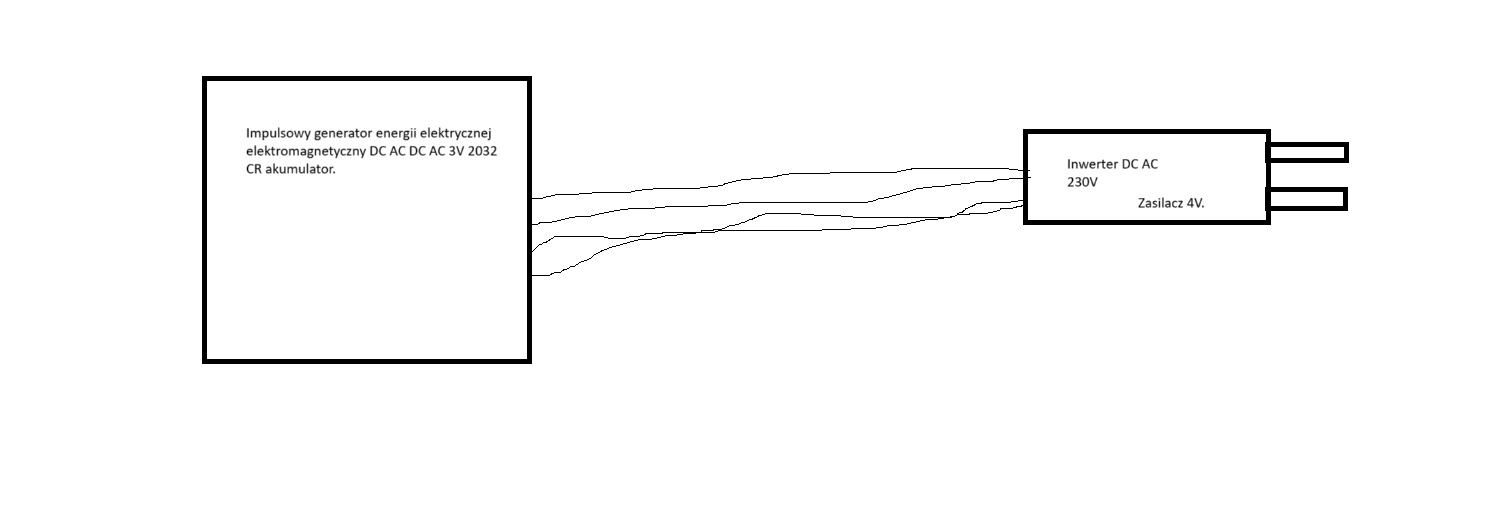 Impulsowy generator energii elektrycznej
elektromagnetyczny DC AC DC AC 3V 2032
CR akumulator.
Inwerter DC AC
230V
Zasilacz 4V.